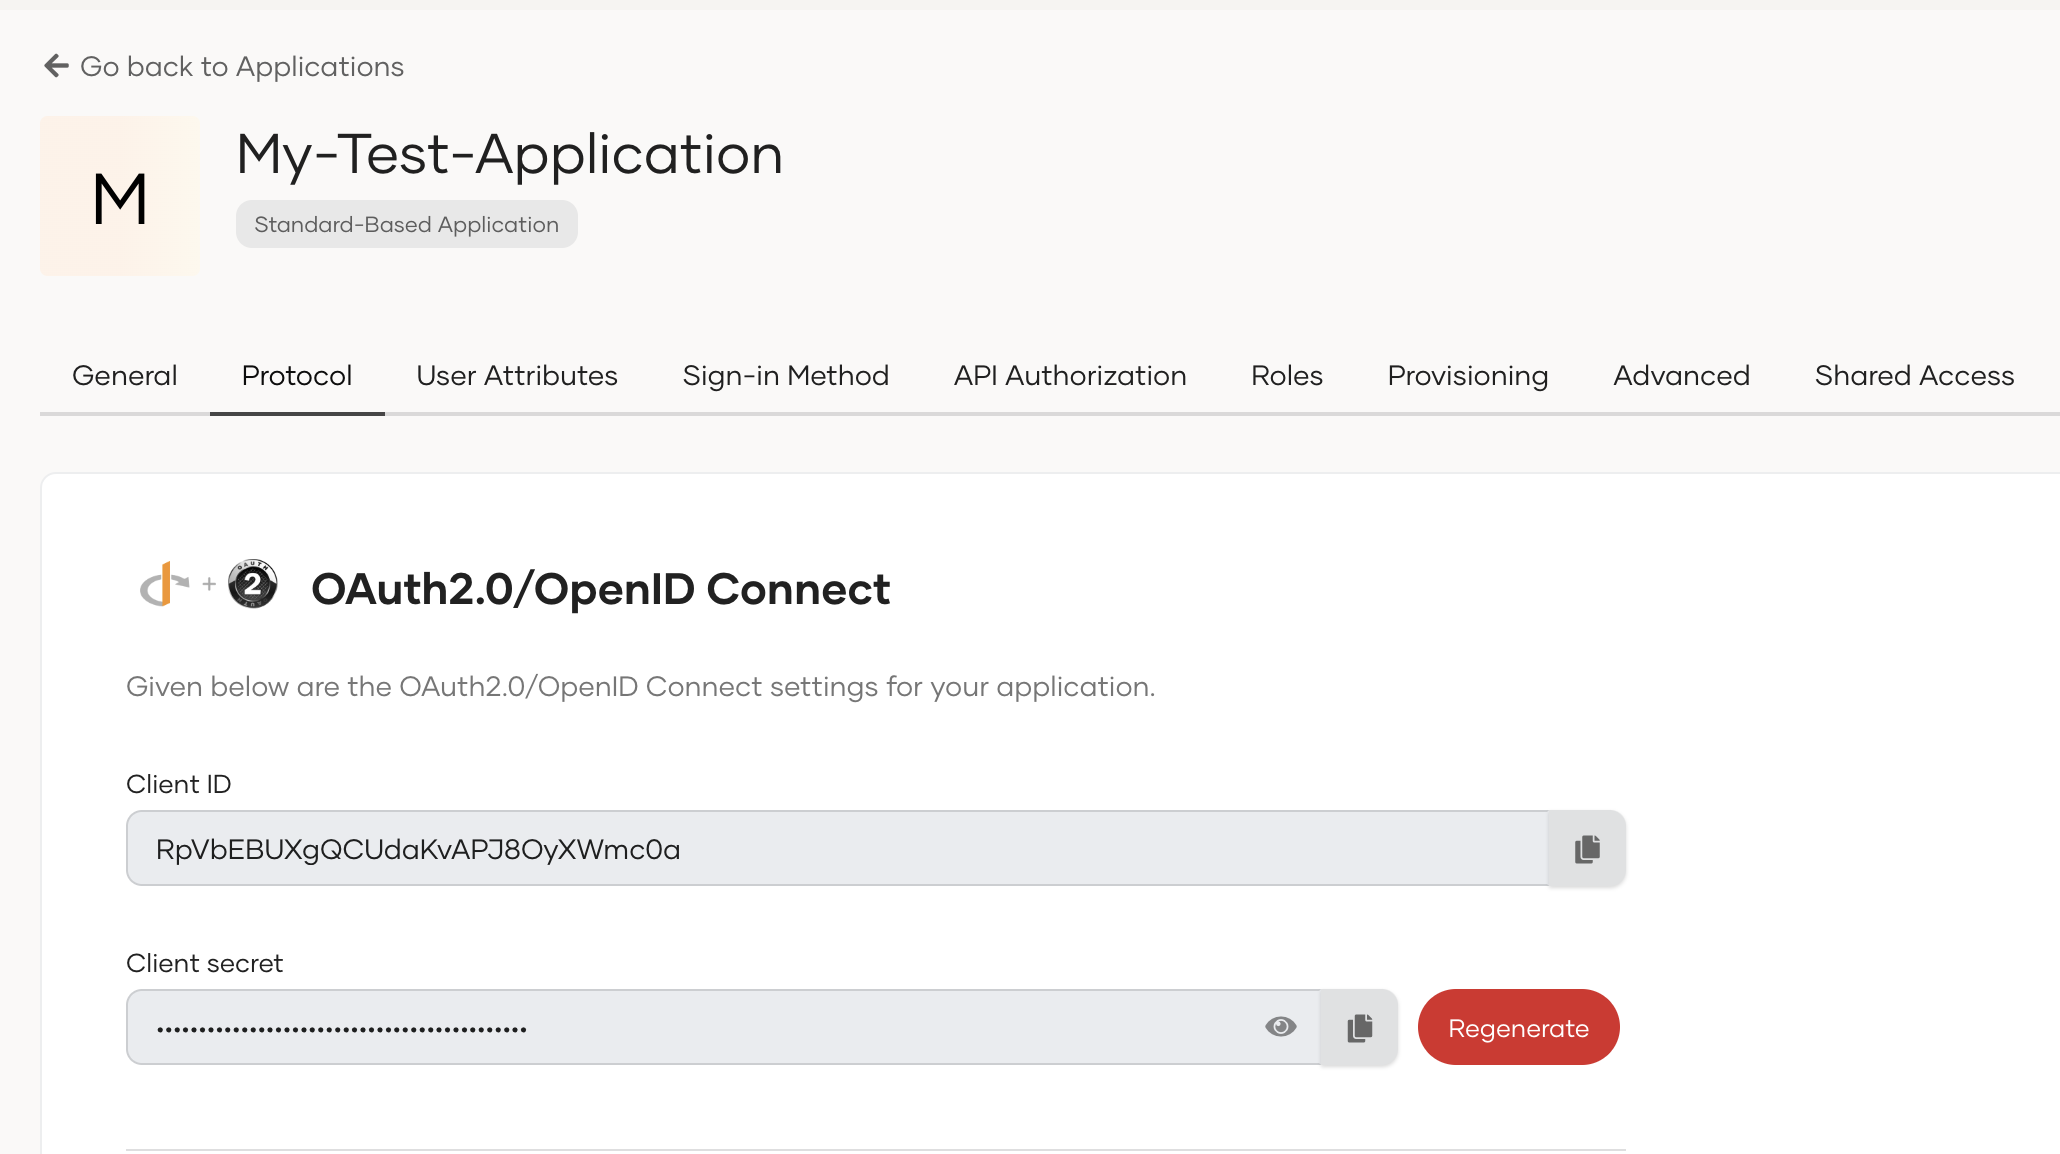 Go back to Applications
M
My-Test-Application
Standard-Based Application
General Protocol User Attributes Sign-in Method API Authorization Roles Provisioning Advanced Shared Access
+ 2 OAuth2.0/OpenID Connect
Given below are the OAuth2.0/OpenID Connect settings for your application.
Client ID
RpVbEBUXgQCUdaKvAPJ8OyXWmc0a
Client secret
Regenerate